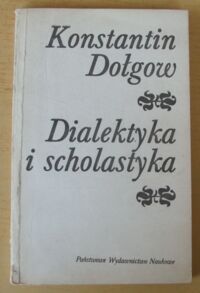 Konstantin
Dołgow
Dialektyka
i scholastyka
Państwowe Wydawnictwo Naukowe